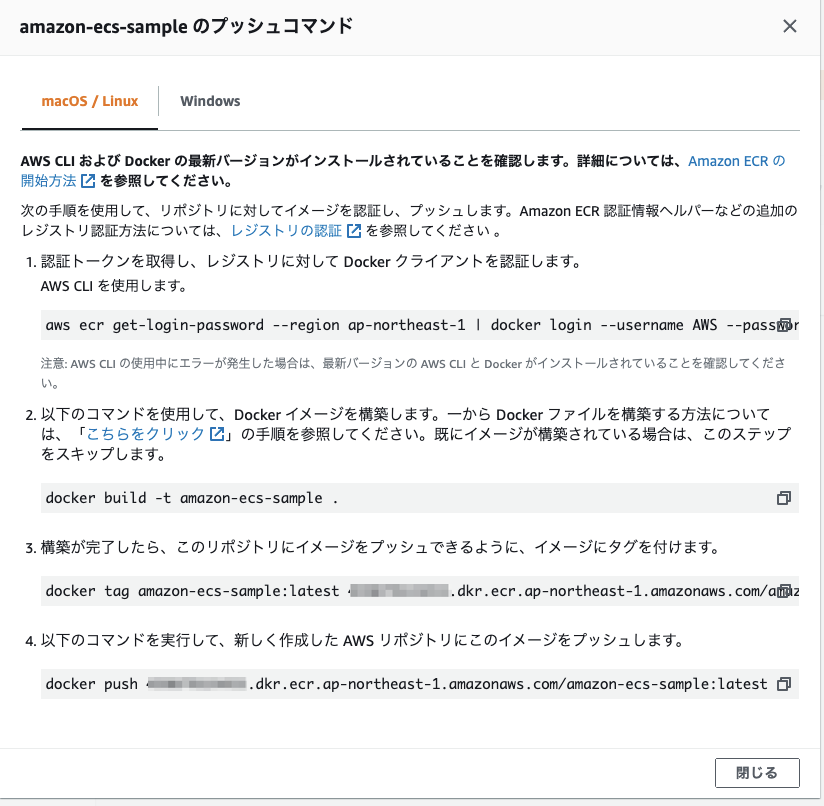 amazon-ecs-sample のプッシュコマンド
macOS / Linux
Windows
AWS CLI および Docker の最新バージョンがインストールされていることを確認します。詳細については、Amazon ECR の
開始方法 を参照してください。
次の手順を使用して、リポジトリに対してイメージを認証し、プッシュします。Amazon ECR 認証情報ヘルパーなどの追加の
レジストリ認証方法については、レジストリの認証 を参照してください 。
1. 認証トークンを取得し、レジストリに対して Docker クライアントを認証します。
AWS CLI を使用します。
aws ecr get-login-password --region ap-northeast-1 | docker login --username AWS
注意: AWS CLI の使用中にエラーが発生した場合は、最新バージョンの AWS CLI と Docker がインストールされていることを確認してくださ
い。
2. 以下のコマンドを使用して、Docker イメージを構築します。一から Docker ファイルを構築する方法について
は、「こちらをクリック 」の手順を参照してください。既にイメージが構築されている場合は、このステップ
をスキップします。
docker build -t amazon-ecs-sample .
3. 構築が完了したら、このリポジトリにイメージをプッシュできるように、イメージにタグを付けます。
docker tag amazon-ecs-sample:latest .dkr.ecr.ap-northeast-1.amazonaws.com/
4. 以下のコマンドを実行して、新しく作成した AWS リポジトリにこのイメージをプッシュします。
docker push .dkr.ecr.ap-northeast-1.amazonaws.com/amazon-ecs-sample:latest
閉じる